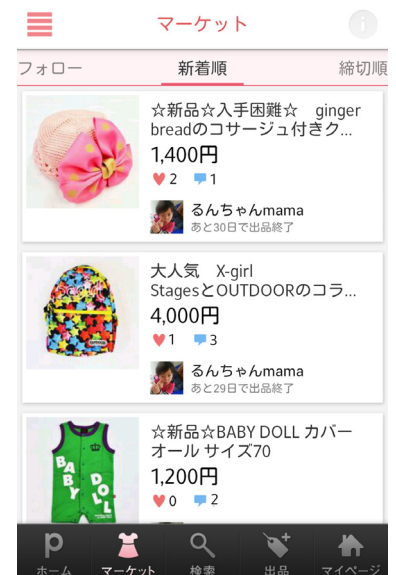 マーケット
フォロー
新着順
締切順
☆新品☆入手困難☆　ginger
breadのコサージュ付きク...
1,400円
2
1
るんちゃんmama
あと30日で出品終了
大人気　X-girl
StagesとOUTDOORのコラ...
4,000円
1
3
るんちゃんmama
あと29日で出品終了
BABY
DOLL
☆新品☆BABY DOLL カバー
オール サイズ70
1,200円
0
2
ホーム
マーケット
検索
出品
マイページ